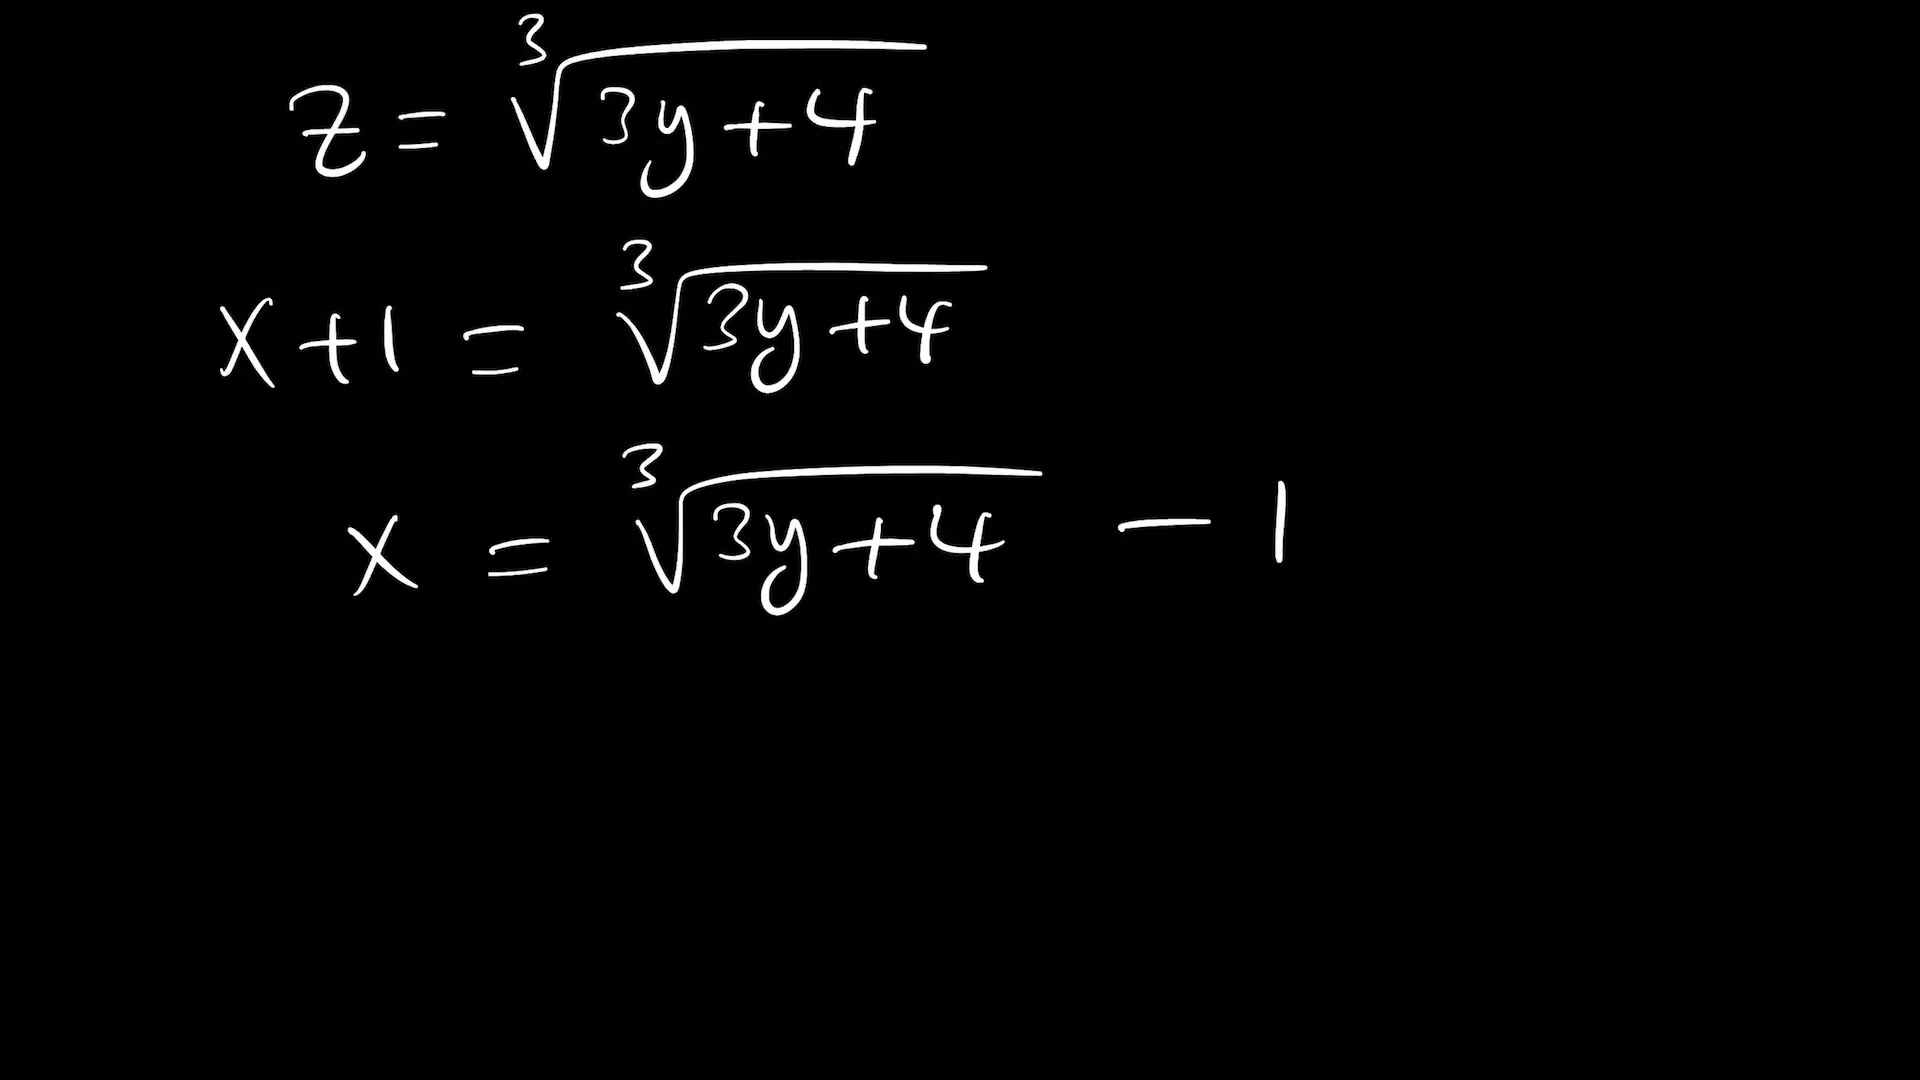 z = ∛(3y+4)
x+1 = ∛(3y+4)
x = ∛(3y+4) − 1